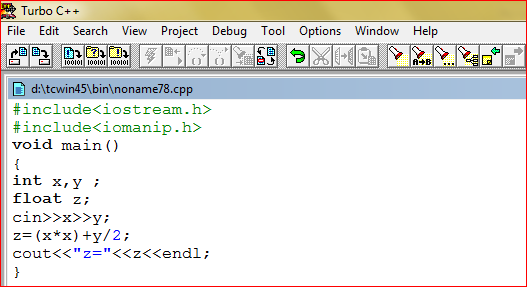 Turbo C++
File Edit Search View Project Debug Tool Options Window Help
A→B
d:\tcwin45\bin\noname78.cpp
#include<iostream.h>
#include<iomanip.h>
void main()
{
int x,y ;
float z;
cin>>x>>y;
z=(x*x)+y/2;
cout<<"z="<<z<<endl;
}